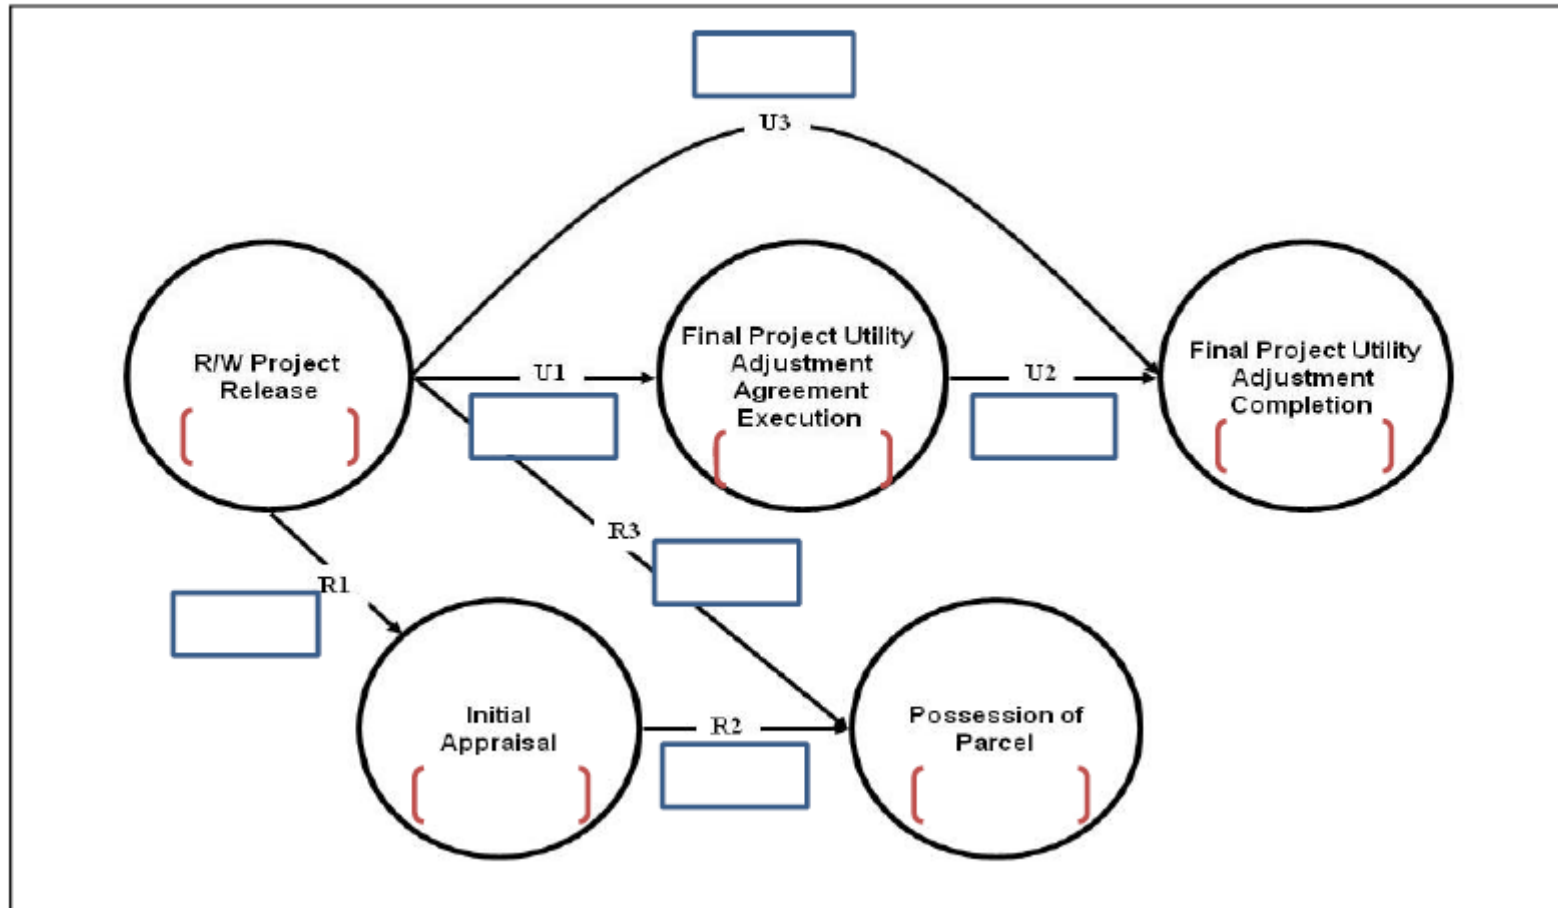 U3
R/W Project
Release
U1
Final Project Utility
Adjustment
Agreement
Execution
U2
Final Project Utility
Adjustment
Completion
R3
R1
Initial
Appraisal
R2
Possession of
Parcel